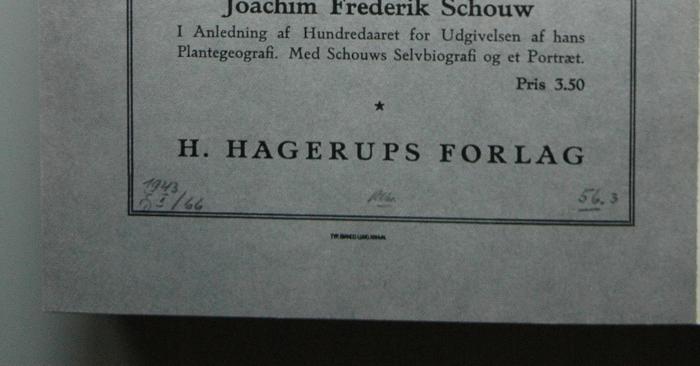 Joachim Frederik Schouw
I Anledning af Hundredaaret for Udgivelsen af hans
Plantegeografi. Med Schouws Selvbiografi og et Portræt.
Pris 3.50
★
H. HAGERUPS FORLAG
1943
/66
56. 3